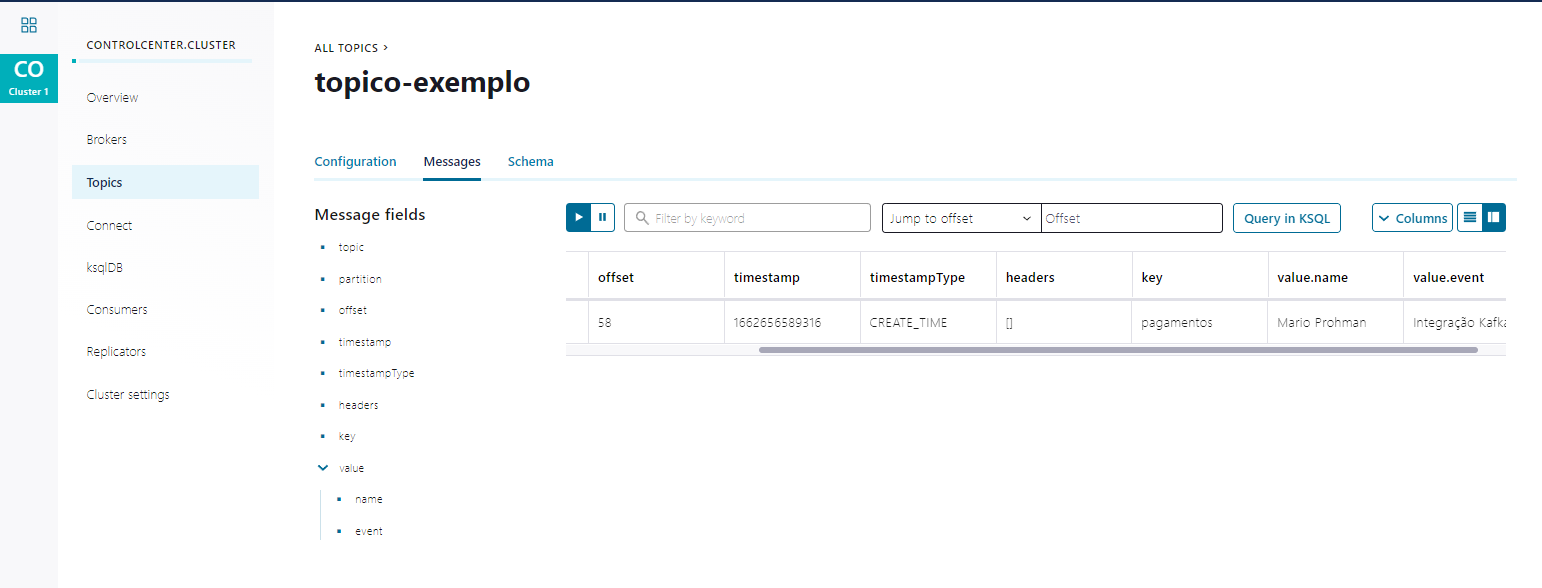 CO
Cluster 1
CONTROLCENTER.CLUSTER
Overview
Brokers
Topics
Connect
ksqlDB
Consumers
Replicators
Cluster settings
ALL TOPICS >
topico-exemplo
Configuration Messages Schema
Message fields
topic
partition
offset
timestamp
timestampType
headers
key
value
name
event
Filter by keyword Jump to offset Offset Query in KSQL Columns
offset timestamp timestampType headers key value.name value.event
58 1662656589316 CREATE_TIME [] pagamentos Mario Prohman Integração Kafka